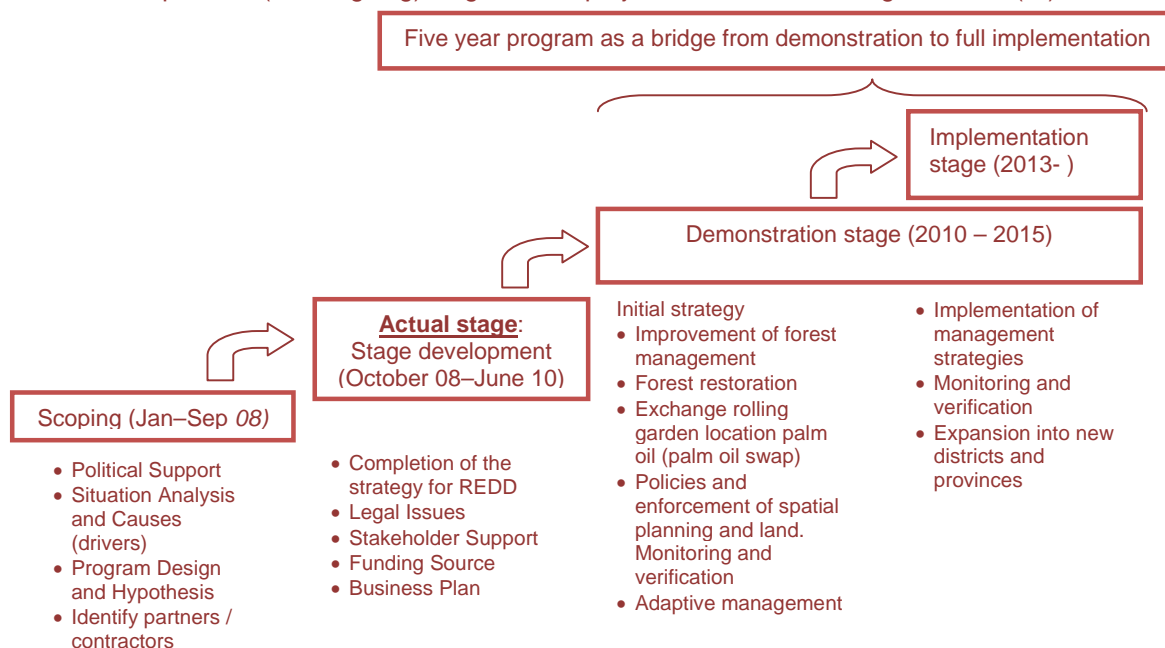 Five year program as a bridge from demonstration to full implementation
Implementation
stage (2013- )
Demonstration stage (2010 – 2015)
Actual stage:
Stage development
(October 08–June 10)
Scoping (Jan–Sep 08)
• Political Support
• Situation Analysis
and Causes
(drivers)
• Program Design
and Hypothesis
• Identify partners /
contractors
• Completion of the
strategy for REDD
• Legal Issues
• Stakeholder Support
• Funding Source
• Business Plan
Initial strategy
• Improvement of forest
management
• Forest restoration
• Exchange rolling
garden location palm
oil (palm oil swap)
• Policies and
enforcement of spatial
planning and land.
Monitoring and
verification
• Adaptive management
• Implementation of
management
strategies
• Monitoring and
verification
• Expansion into new
districts and
provinces